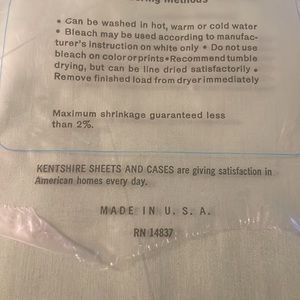 • Can be washed in hot, warm or cold water
• Bleach may be used according to manufac-
turer's instruction on white only • Do not use
bleach on color or prints • Recommend tumble
drying, but can be line dried satisfactorily •
Remove finished load from dryer immediately
Maximum shrinkage guaranteed less
than 2%.
KENTSHIRE SHEETS AND CASES are giving satisfaction in
American homes every day.
MADE IN U. S. A.
RN 14837